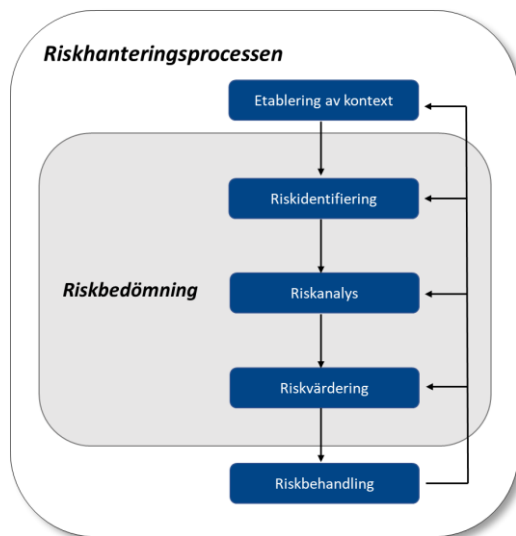 Riskhanteringsprocessen
Etablering av kontext
Riskidentifiering
Riskbedömning
Riskanalys
Riskvärdering
Riskbehandling